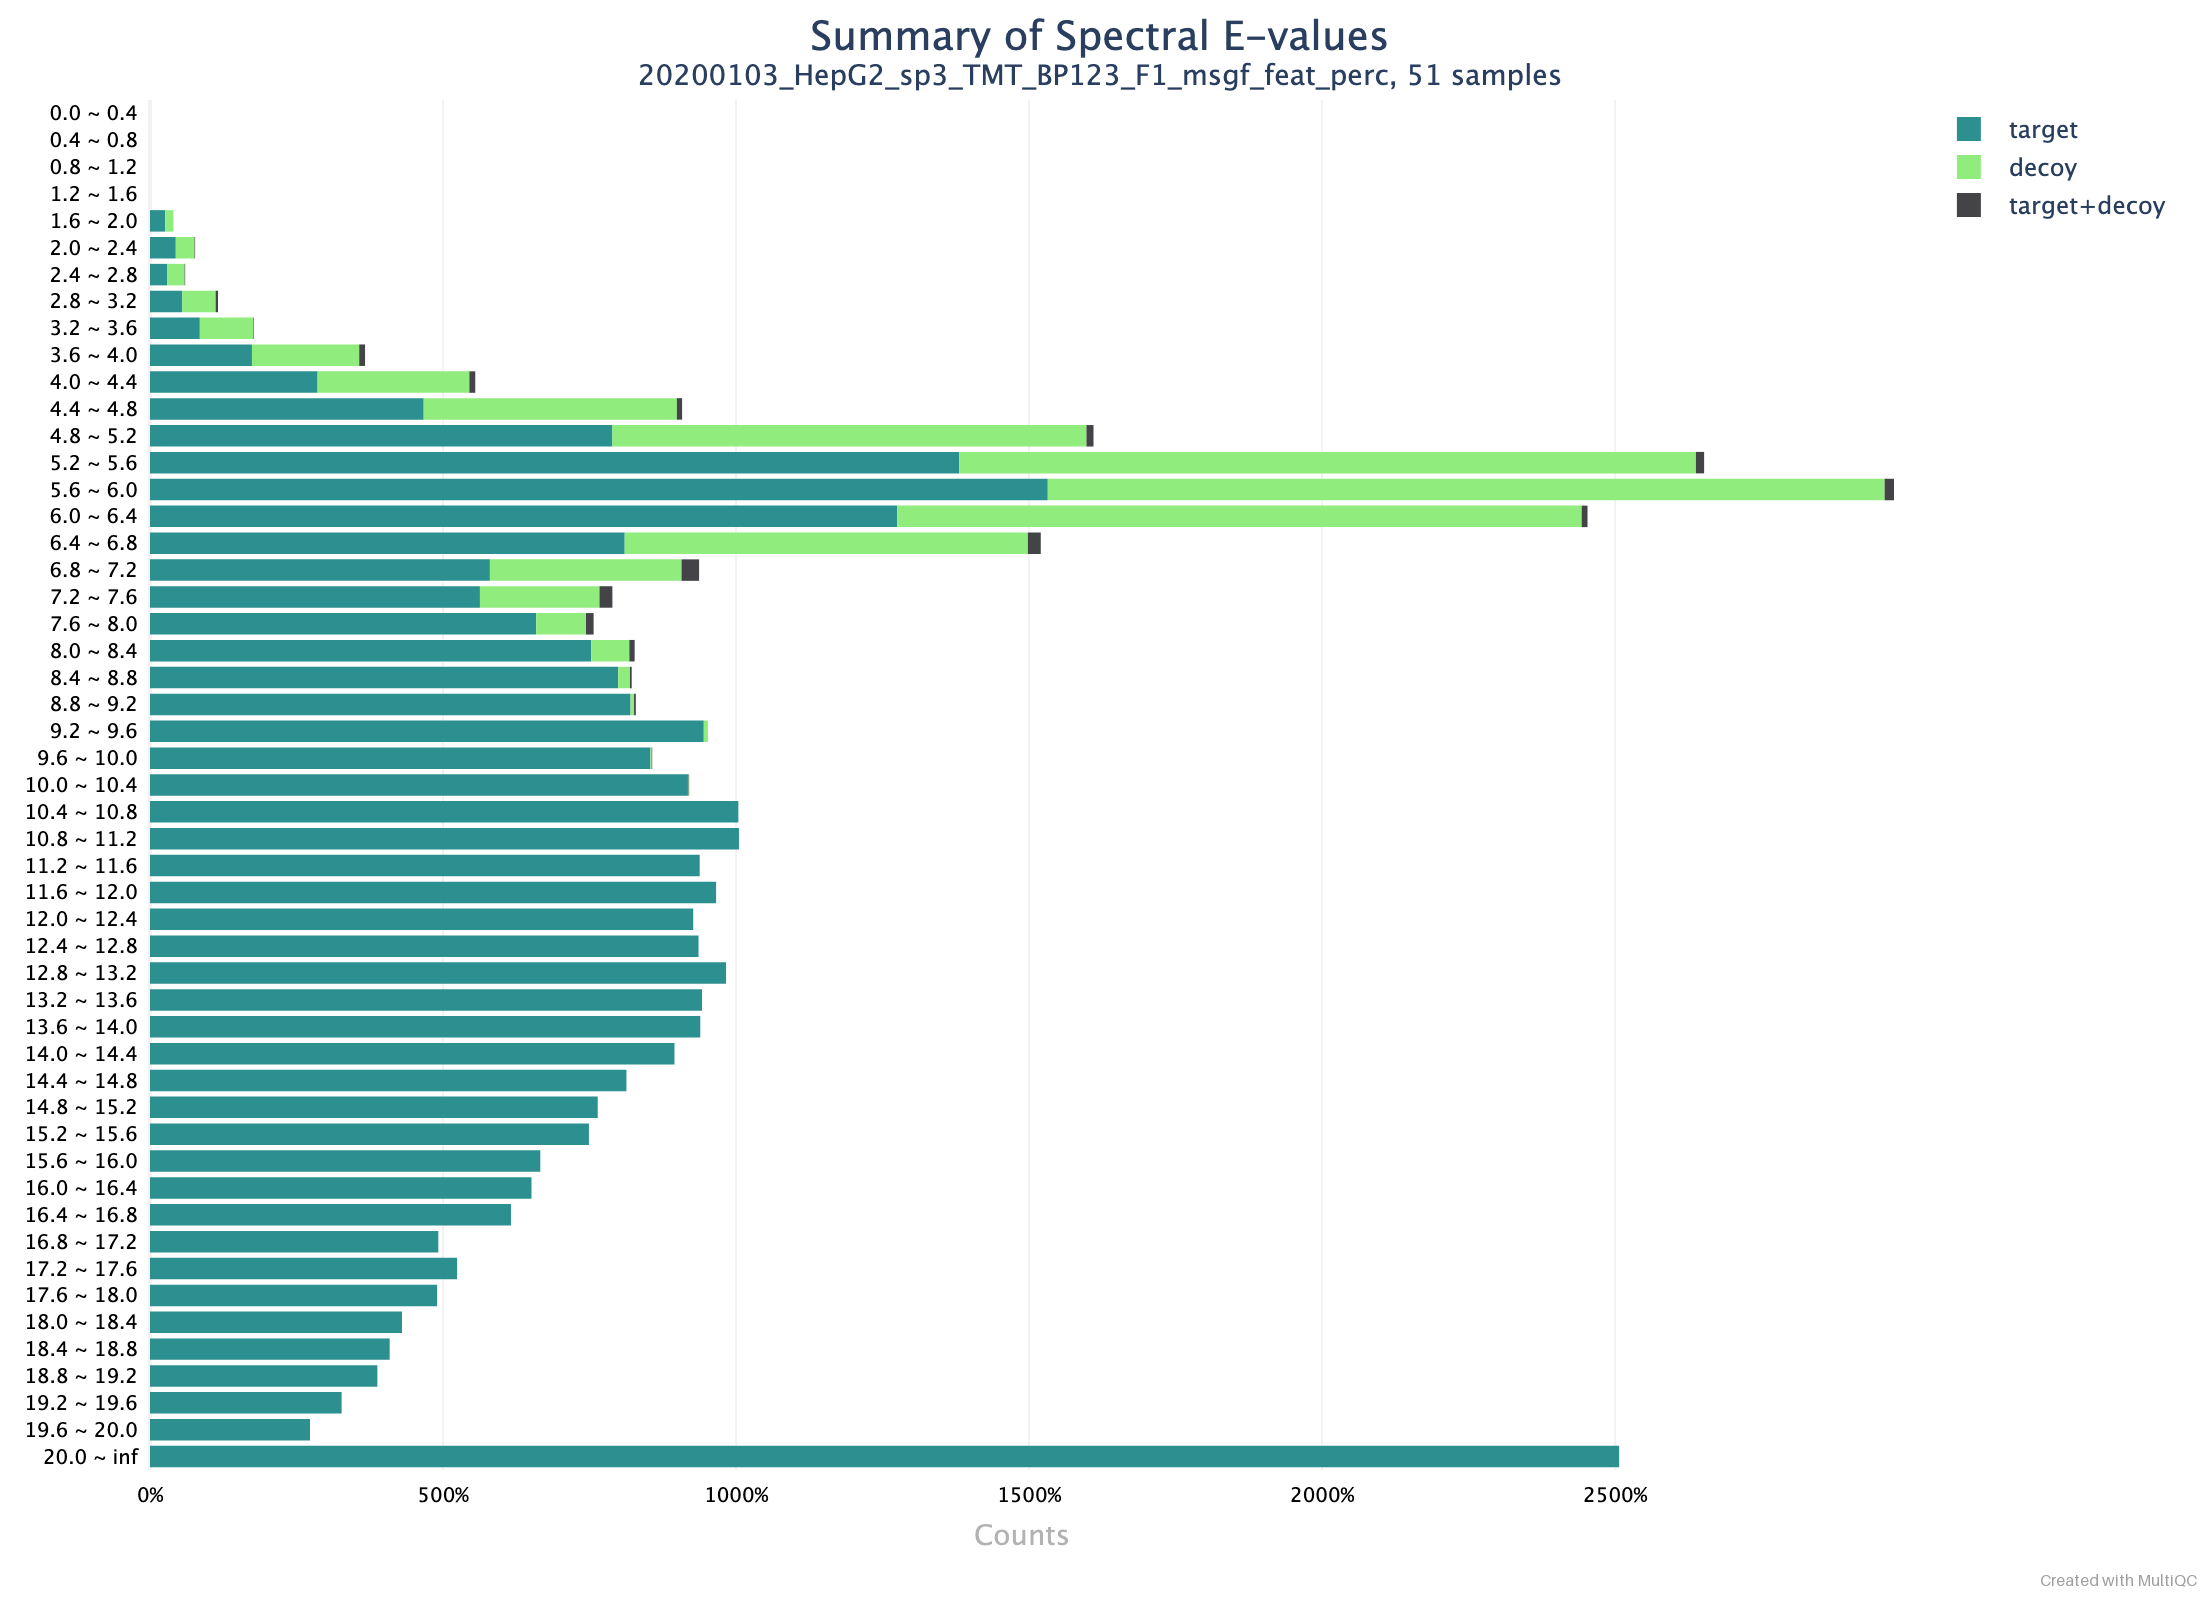 Summary of Spectral E-values
20200103_HepG2_sp3_TMT_BP123_F1_msgf_feat_perc, 51 samples
0.0 ~ 0.4
0.4 ~ 0.8
0.8 ~ 1.2
1.2 ~ 1.6
1.6 ~ 2.0
2.0 ~ 2.4
2.4 ~ 2.8
2.8 ~ 3.2
3.2 ~ 3.6
3.6 ~ 4.0
4.0 ~ 4.4
4.4 ~ 4.8
4.8 ~ 5.2
5.2 ~ 5.6
5.6 ~ 6.0
6.0 ~ 6.4
6.4 ~ 6.8
6.8 ~ 7.2
7.2 ~ 7.6
7.6 ~ 8.0
8.0 ~ 8.4
8.4 ~ 8.8
8.8 ~ 9.2
9.2 ~ 9.6
9.6 ~ 10.0
10.0 ~ 10.4
10.4 ~ 10.8
10.8 ~ 11.2
11.2 ~ 11.6
11.6 ~ 12.0
12.0 ~ 12.4
12.4 ~ 12.8
12.8 ~ 13.2
13.2 ~ 13.6
13.6 ~ 14.0
14.0 ~ 14.4
14.4 ~ 14.8
14.8 ~ 15.2
15.2 ~ 15.6
15.6 ~ 16.0
16.0 ~ 16.4
16.4 ~ 16.8
16.8 ~ 17.2
17.2 ~ 17.6
17.6 ~ 18.0
18.0 ~ 18.4
18.4 ~ 18.8
18.8 ~ 19.2
19.2 ~ 19.6
19.6 ~ 20.0
20.0 ~ inf
0% 500% 1000% 1500% 2000% 2500%
Counts
target
decoy
target+decoy
Created with MultiQC